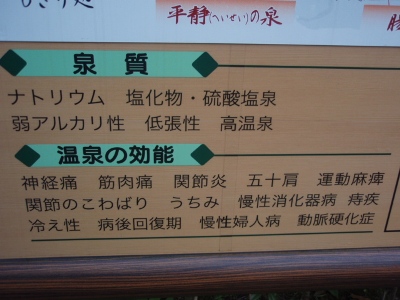 平静(へいせい)の泉
泉質
ナトリウム 塩化物・硫酸塩泉
弱アルカリ性 低張性 高温泉
温泉の効能
神経痛 筋肉痛 関節炎 五十肩 運動麻痺
関節のこわばり うちみ 慢性消化器病 痔疾
冷え性 病後回復期 慢性婦人病 動脈硬化症